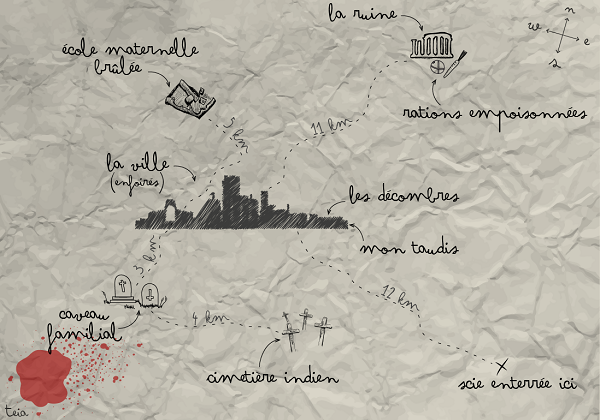 la ruine
n
w
e
s
école maternelle
brûlée
rations empoisonnées
5 km
11 km
la ville
(enfoirés)
les décombres
mon taudis
3 km
12 km
caveau
familial
4 km
cimetière indien
scie enterrée ici
teia